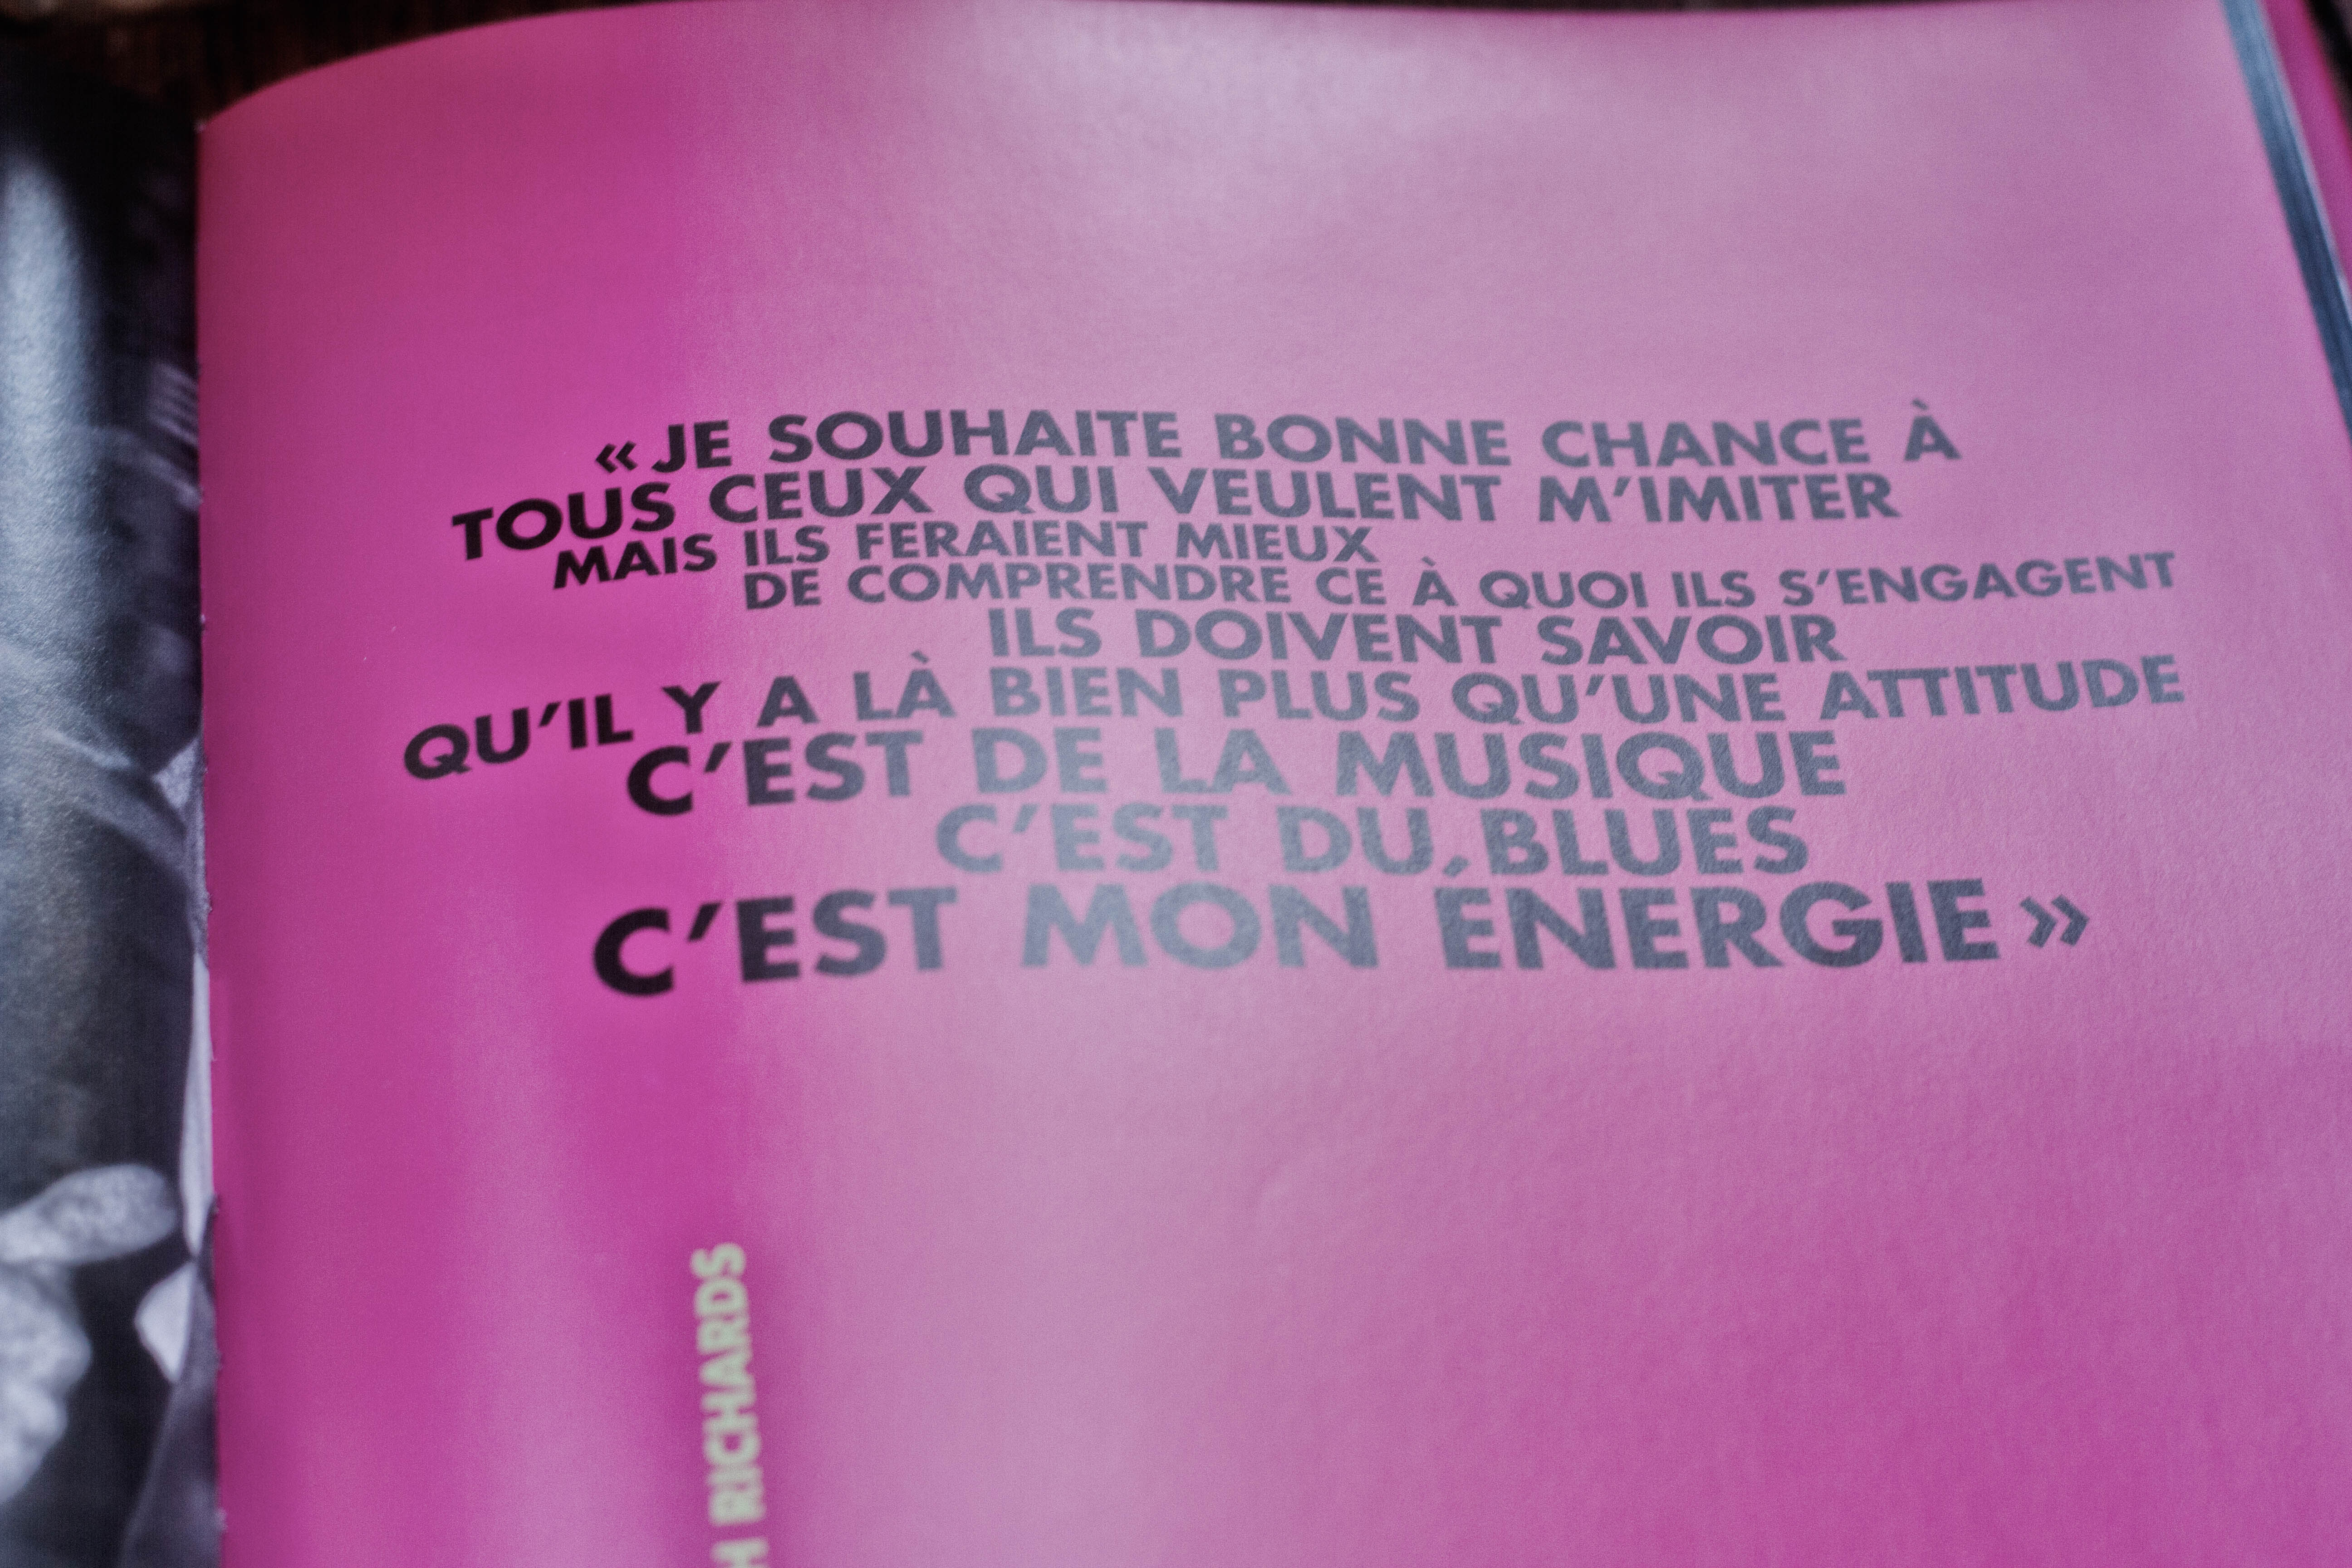 « JE SOUHAITE BONNE CHANCE À
TOUS CEUX QUI VEULENT M'IMITER
MAIS ILS FERAIENT MIEUX
DE COMPRENDRE CE À QUOI ILS S'ENGAGENT
ILS DOIVENT SAVOIR
QU'IL Y A LÀ BIEN PLUS QU'UNE ATTITUDE
C'EST DE LA MUSIQUE
C'EST DU BLUES
C'EST MON ÉNERGIE »
H RICHARDS